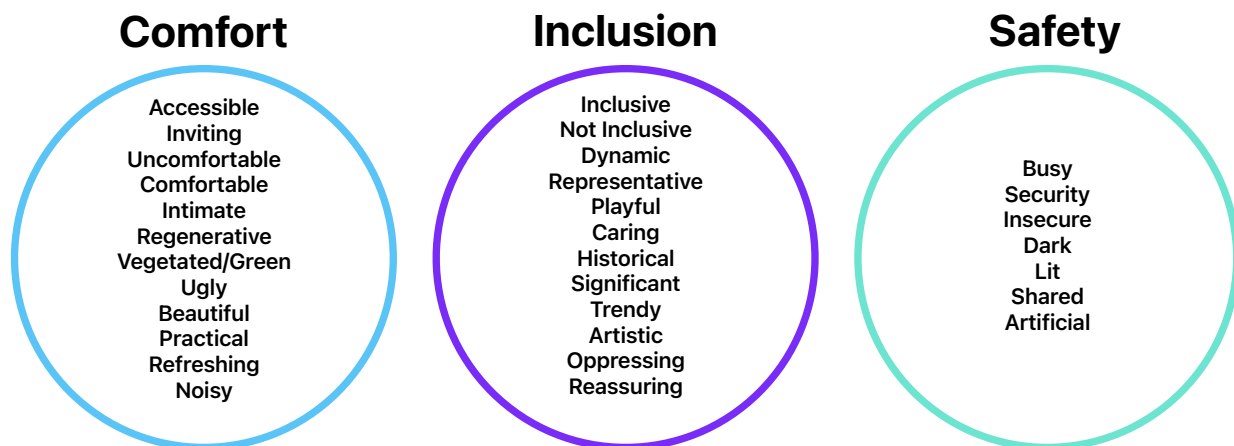 Comfort
Accessible
Inviting
Uncomfortable
Comfortable
Intimate
Regenerative
Vegetated/Green
Ugly
Beautiful
Practical
Refreshing
Noisy
Inclusion
Inclusive
Not Inclusive
Dynamic
Representative
Playful
Caring
Historical
Significant
Trendy
Artistic
Oppressing
Reassuring
Safety
Busy
Security
Insecure
Dark
Lit
Shared
Artificial